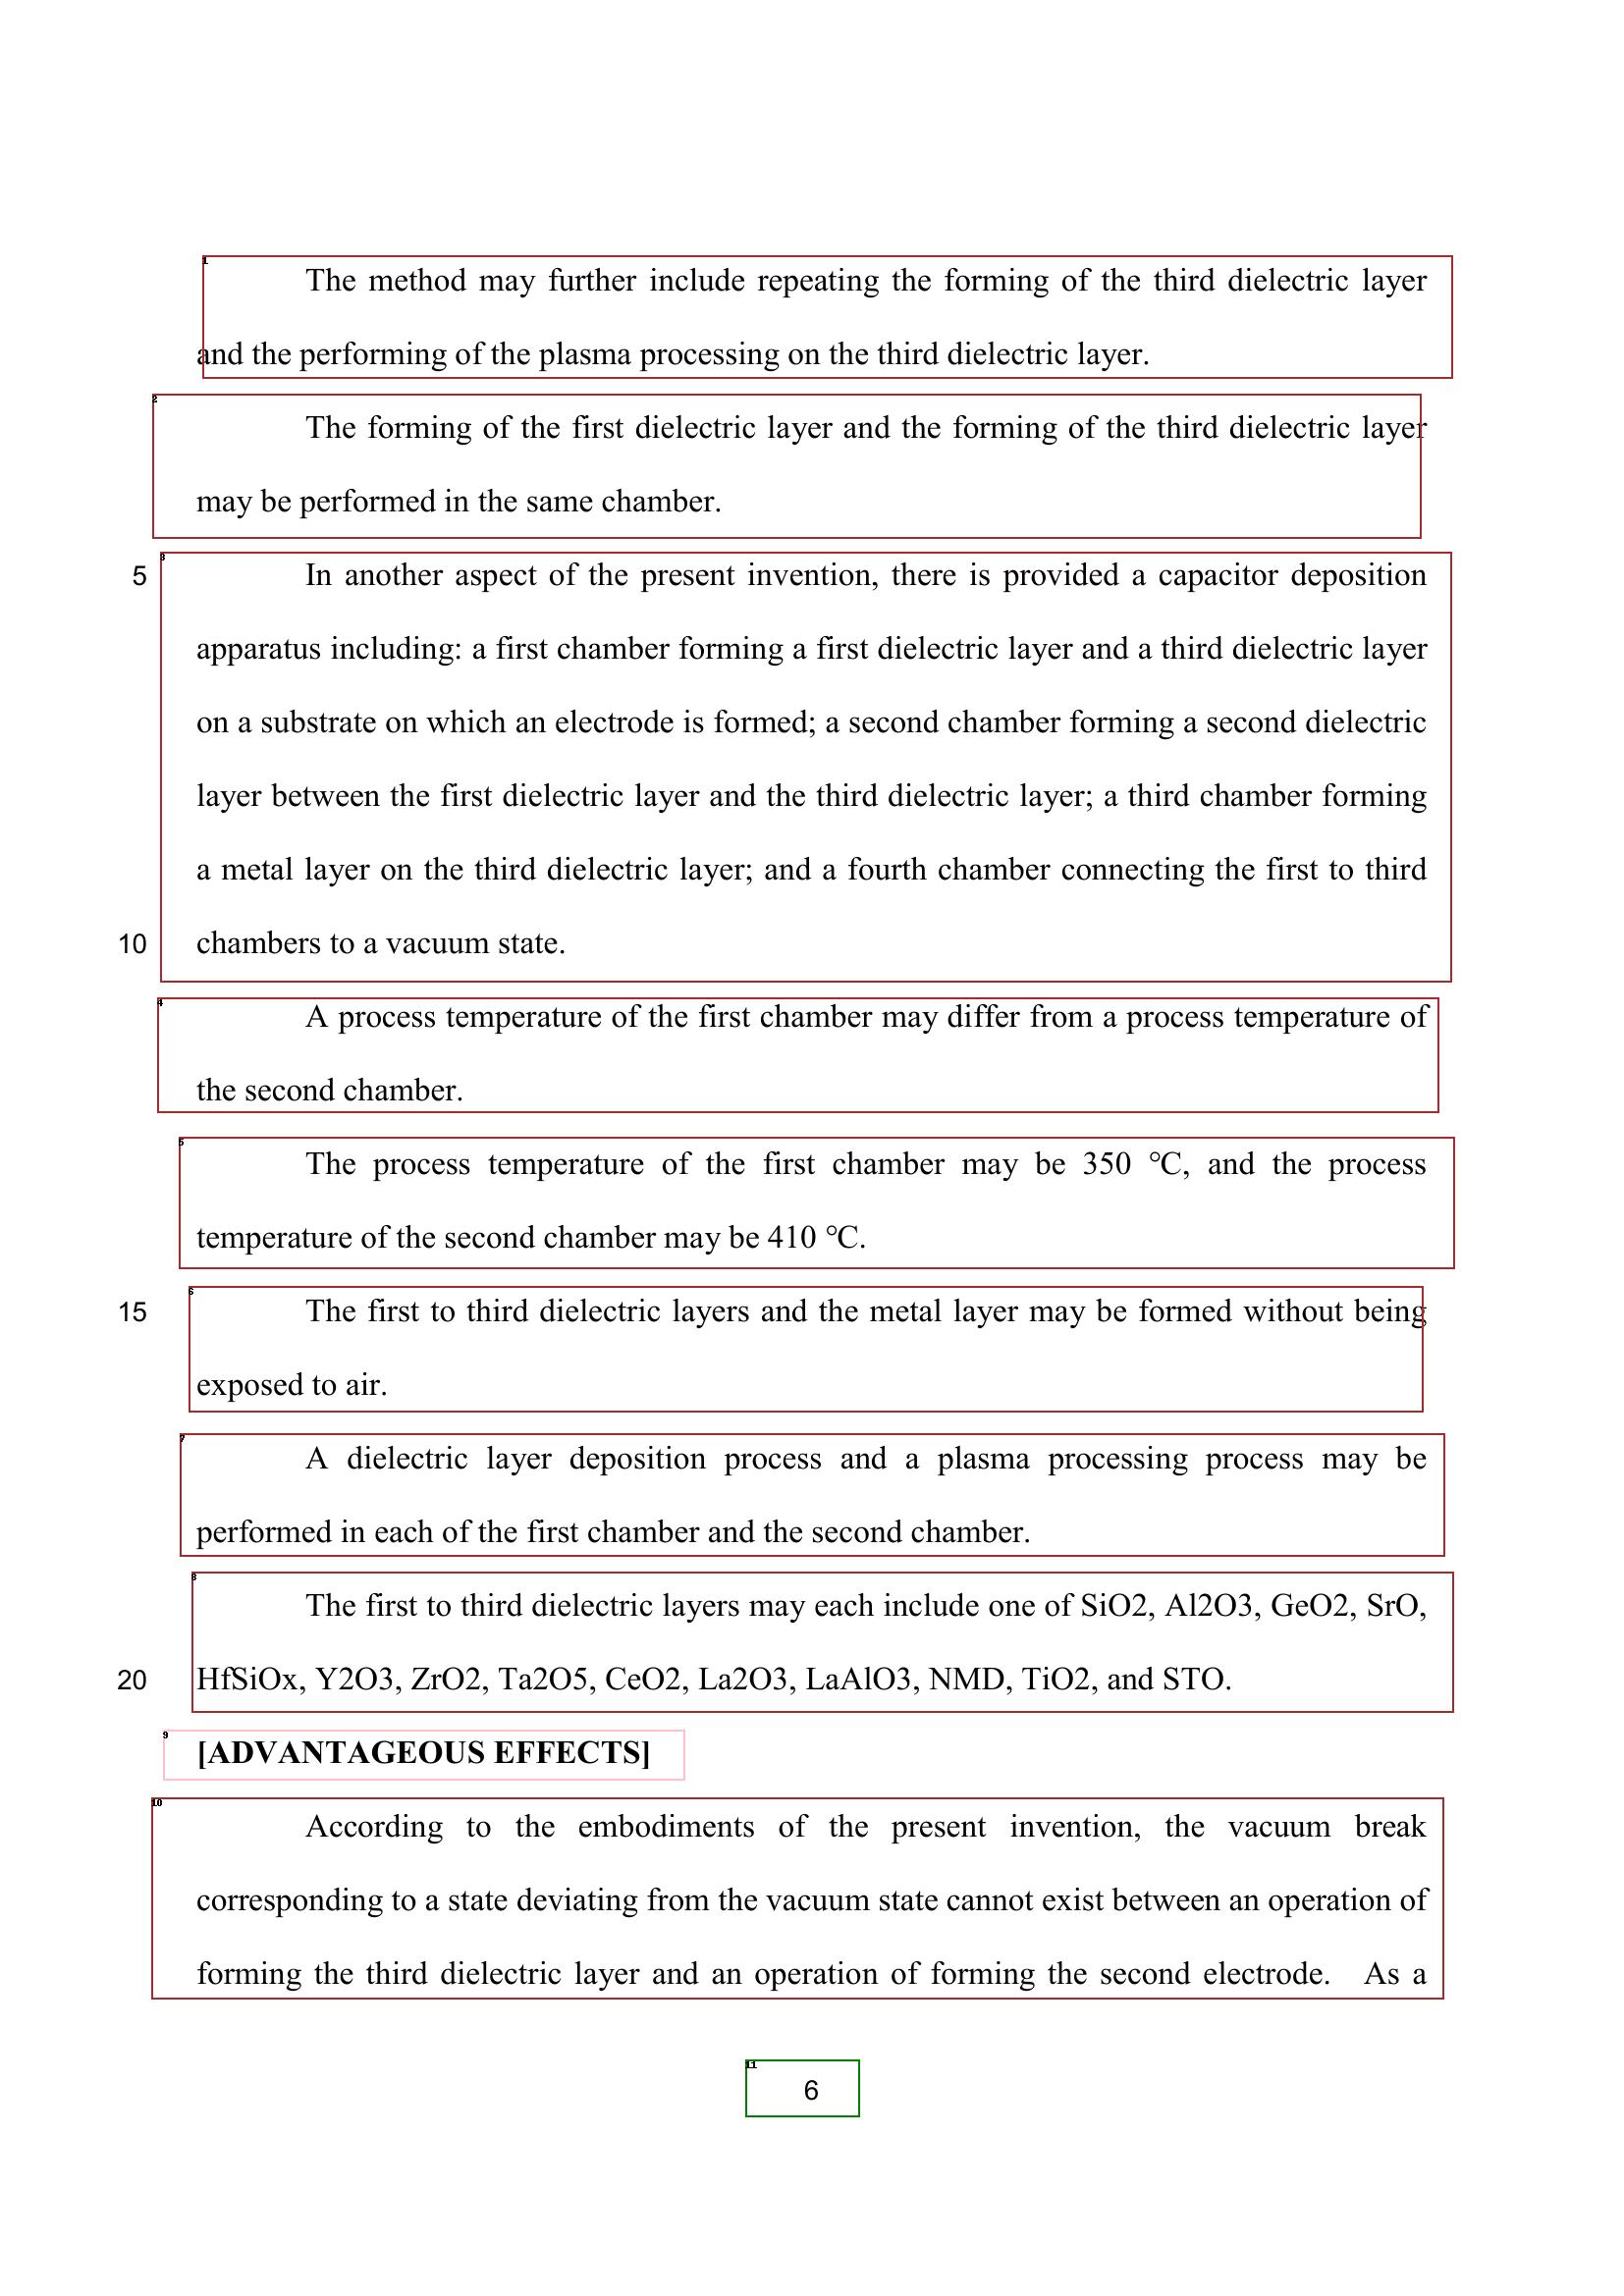 The method may further include repeating the forming of the third dielectric layer
and the performing of the plasma processing on the third dielectric layer.
The forming of the first dielectric layer and the forming of the third dielectric layer
may be performed in the same chamber.
5 In another aspect of the present invention, there is provided a capacitor deposition
apparatus including: a first chamber forming a first dielectric layer and a third dielectric layer
on a substrate on which an electrode is formed; a second chamber forming a second dielectric
layer between the first dielectric layer and the third dielectric layer; a third chamber forming
a metal layer on the third dielectric layer; and a fourth chamber connecting the first to third
10 chambers to a vacuum state.
A process temperature of the first chamber may differ from a process temperature of
the second chamber.
The process temperature of the first chamber may be 350 ℃, and the process
temperature of the second chamber may be 410 ℃.
15 The first to third dielectric layers and the metal layer may be formed without being
exposed to air.
A dielectric layer deposition process and a plasma processing process may be
performed in each of the first chamber and the second chamber.
The first to third dielectric layers may each include one of SiO2, Al2O3, GeO2, SrO,
20 HfSiOx, Y2O3, ZrO2, Ta2O5, CeO2, La2O3, LaAlO3, NMD, TiO2, and STO.
[ADVANTAGEOUS EFFECTS]
According to the embodiments of the present invention, the vacuum break
corresponding to a state deviating from the vacuum state cannot exist between an operation of
forming the third dielectric layer and an operation of forming the second electrode. As a
6